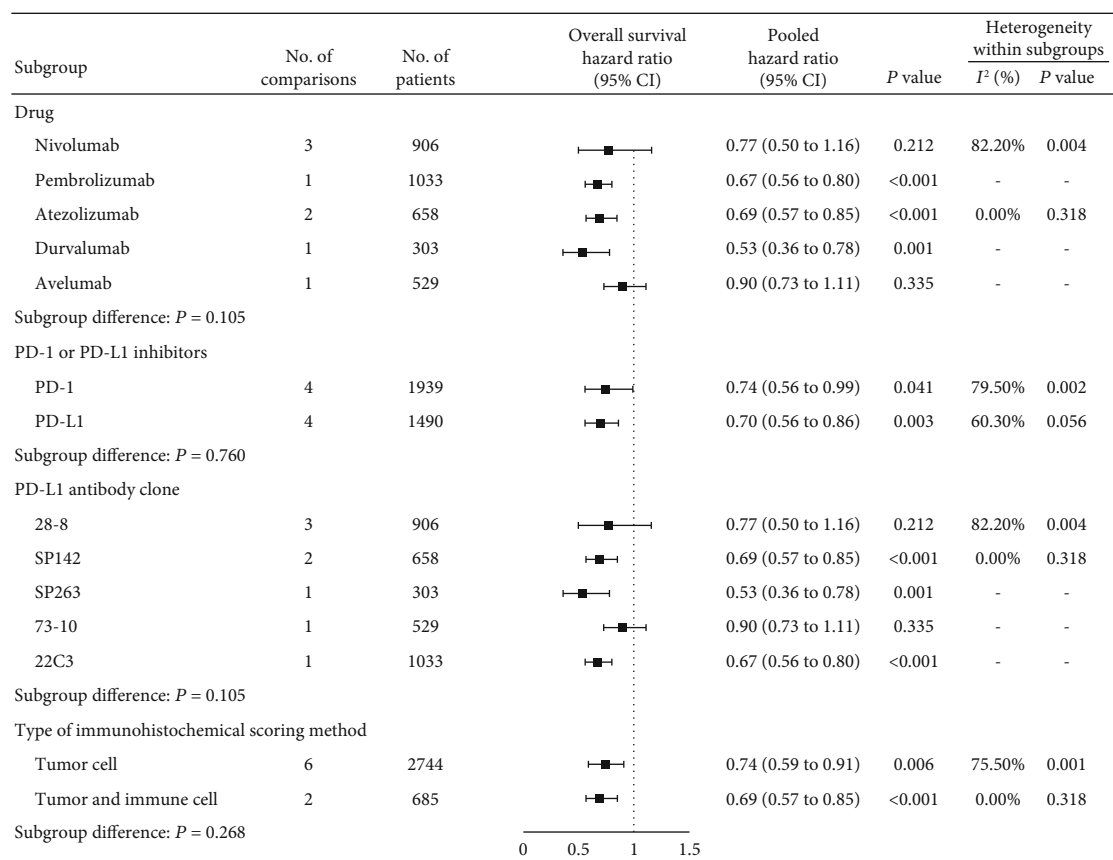 Subgroup No. of comparisons No. of patients Overall survival hazard ratio (95% CI) Pooled hazard ratio (95% CI) P value Heterogeneity within subgroups I² (%) P value
Drug
Nivolumab 3 906 0.77 (0.50 to 1.16) 0.212 82.20% 0.004
Pembrolizumab 1 1033 0.67 (0.56 to 0.80) <0.001 - -
Atezolizumab 2 658 0.69 (0.57 to 0.85) <0.001 0.00% 0.318
Durvalumab 1 303 0.53 (0.36 to 0.78) 0.001 - -
Avelumab 1 529 0.90 (0.73 to 1.11) 0.335 - -
Subgroup difference: P = 0.105
PD-1 or PD-L1 inhibitors
PD-1 4 1939 0.74 (0.56 to 0.99) 0.041 79.50% 0.002
PD-L1 4 1490 0.70 (0.56 to 0.86) 0.003 60.30% 0.056
Subgroup difference: P = 0.760
PD-L1 antibody clone
28-8 3 906 0.77 (0.50 to 1.16) 0.212 82.20% 0.004
SP142 2 658 0.69 (0.57 to 0.85) <0.001 0.00% 0.318
SP263 1 303 0.53 (0.36 to 0.78) 0.001 - -
73-10 1 529 0.90 (0.73 to 1.11) 0.335 - -
22C3 1 1033 0.67 (0.56 to 0.80) <0.001 - -
Subgroup difference: P = 0.105
Type of immunohistochemical scoring method
Tumor cell 6 2744 0.74 (0.59 to 0.91) 0.006 75.50% 0.001
Tumor and immune cell 2 685 0.69 (0.57 to 0.85) <0.001 0.00% 0.318
Subgroup difference: P = 0.268
0 0.5 1 1.5